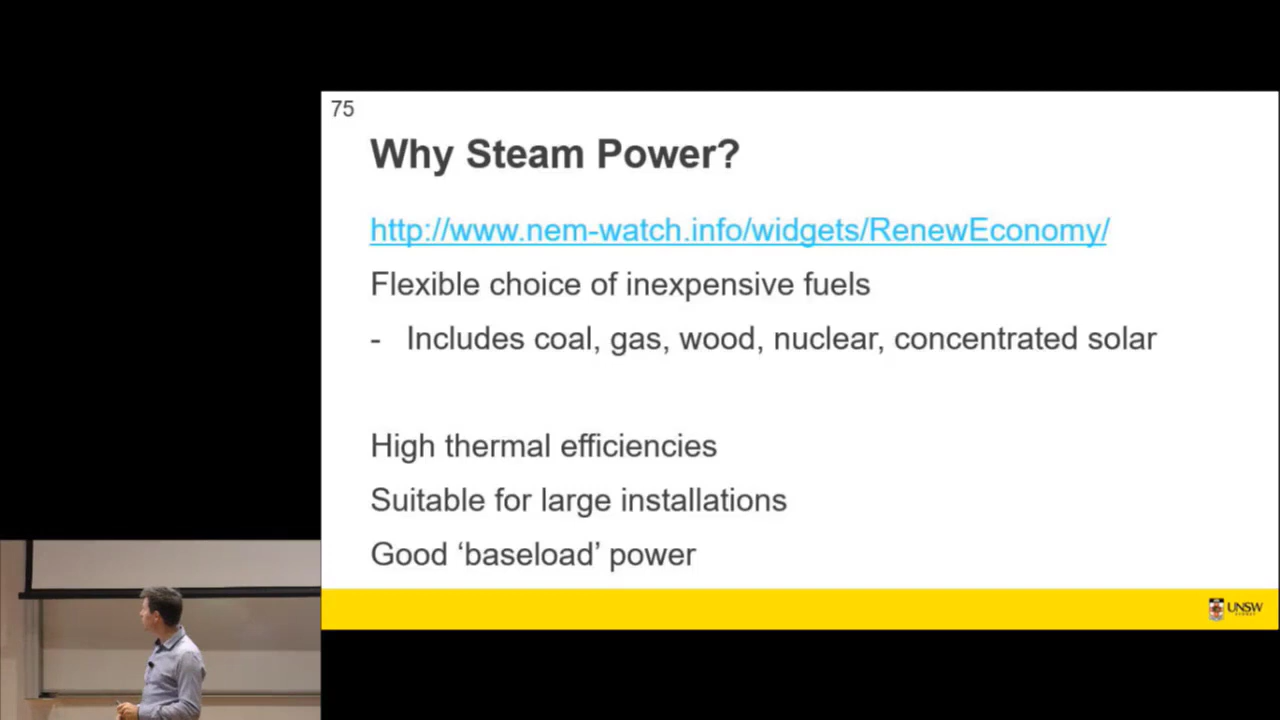 75
Why Steam Power?
http://www.nem-watch.info/widgets/RenewEconomy/
Flexible choice of inexpensive fuels
- Includes coal, gas, wood, nuclear, concentrated solar
High thermal efficiencies
Suitable for large installations
Good ‘baseload’ power
UNSW
SYDNEY